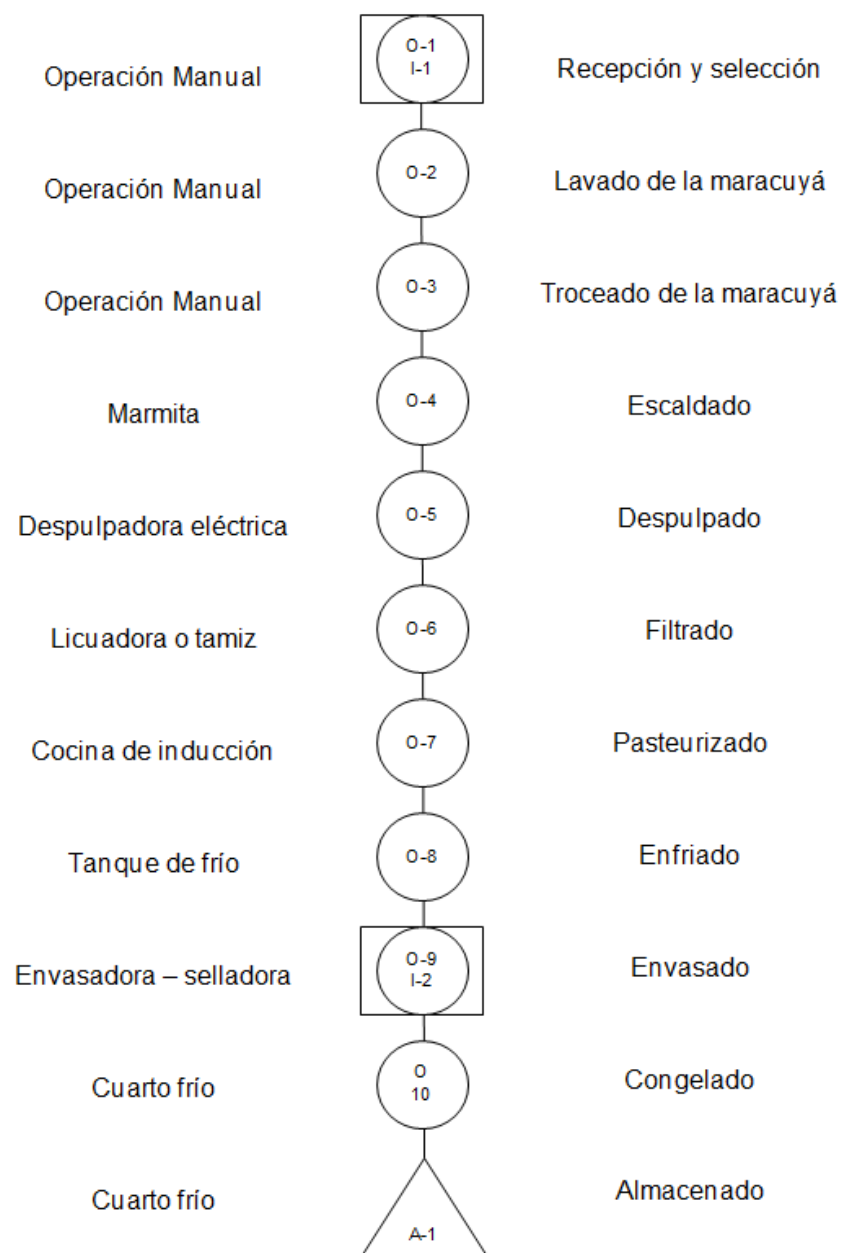 Operación Manual
O-1
I-1
Recepción y selección
Operación Manual
O-2
Lavado de la maracuyá
Operación Manual
O-3
Troceado de la maracuyá
Marmita
O-4
Escaldado
Despulpadora eléctrica
O-5
Despulpado
Licuadora o tamiz
O-6
Filtrado
Cocina de inducción
O-7
Pasteurizado
Tanque de frío
O-8
Enfriado
Envasadora – selladora
O-9
I-2
Envasado
Cuarto frío
O
10
Congelado
Cuarto frío
A-1
Almacenado